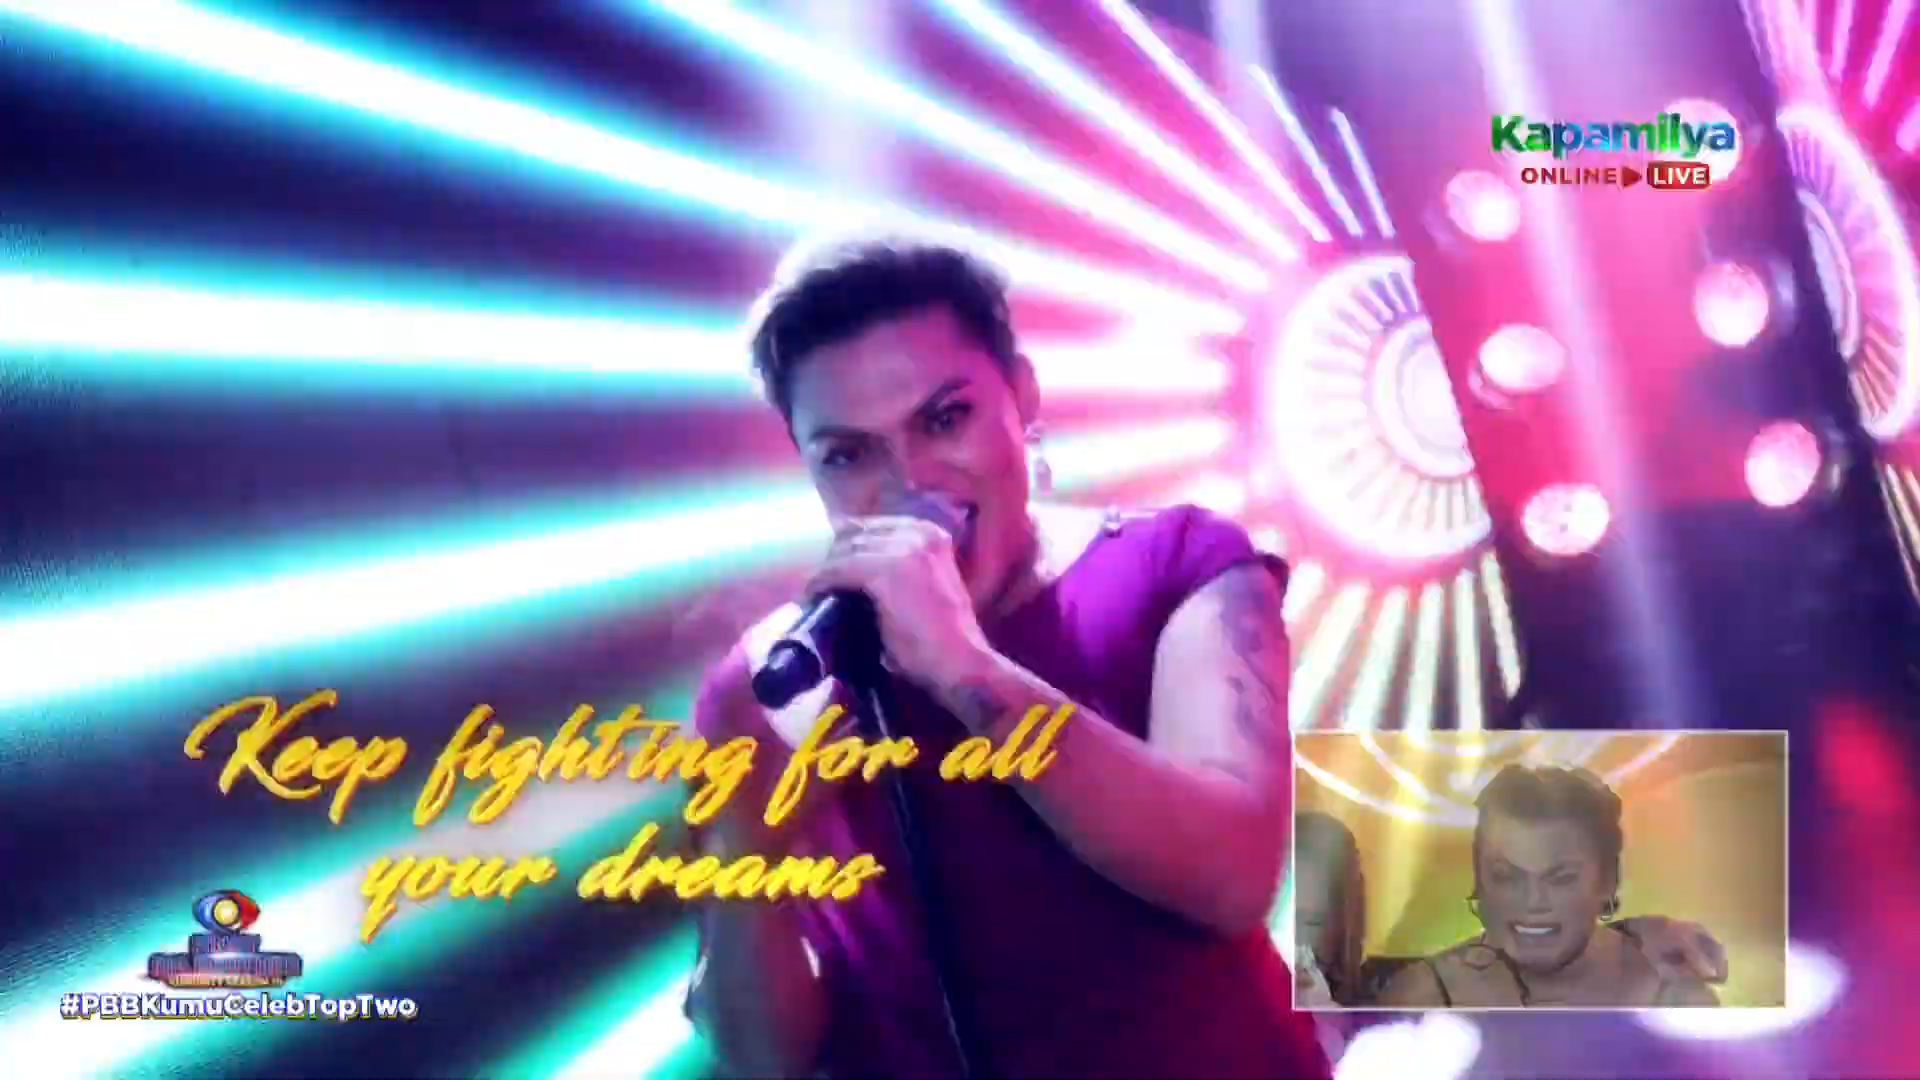 Kapamilya
ONLINE LIVE
Keep fighting for all
your dreams
#PBBKumuCelebTopTwo